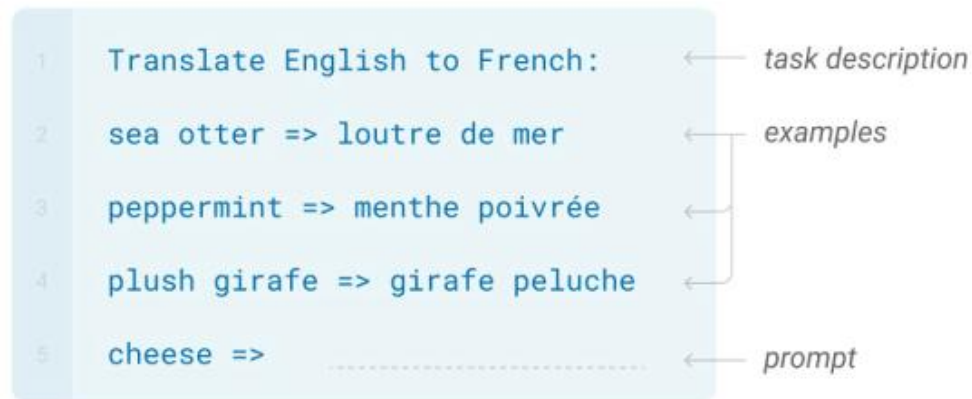 1 Translate English to French: task description
2 sea otter => loutre de mer examples
3 peppermint => menthe poivrée
4 plush girafe => girafe peluche
5 cheese => prompt